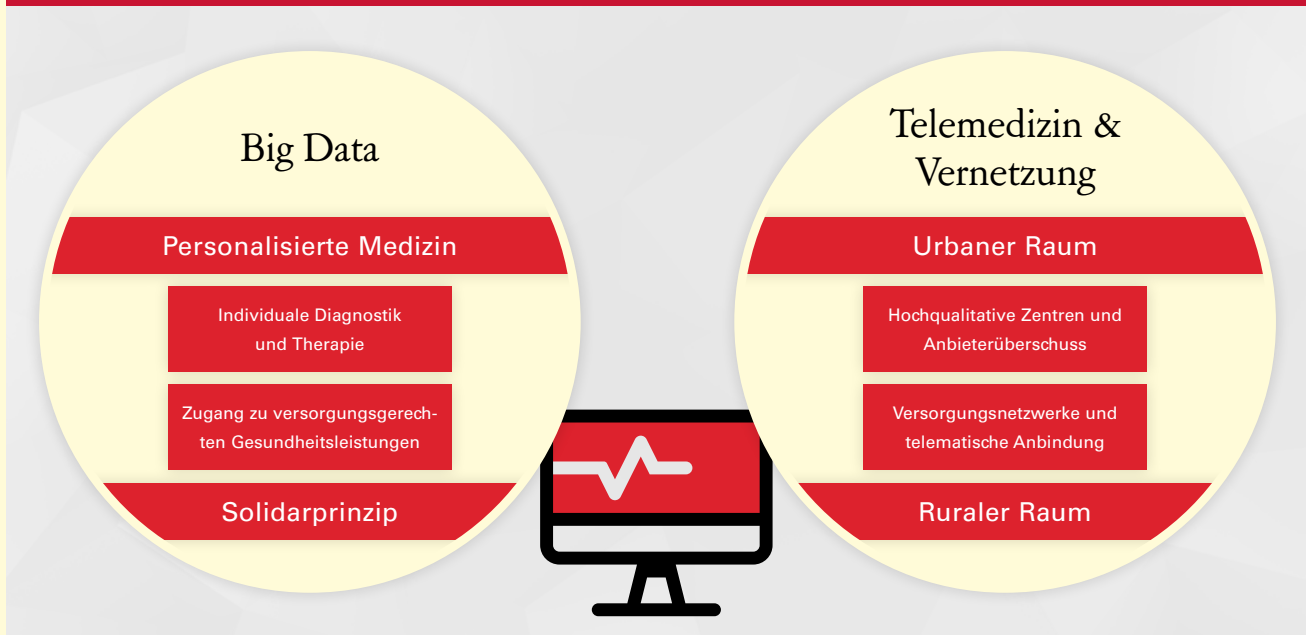 Big Data
Personalisierte Medizin
Individuale Diagnostik
und Therapie
Zugang zu versorgungsgerech-
ten Gesundheitsleistungen
Solidarprinzip
Telemedizin &
Vernetzung
Urbaner Raum
Hochqualitative Zentren und
Anbieterüberschuss
Versorgungsnetzwerke und
telematische Anbindung
Ruraler Raum